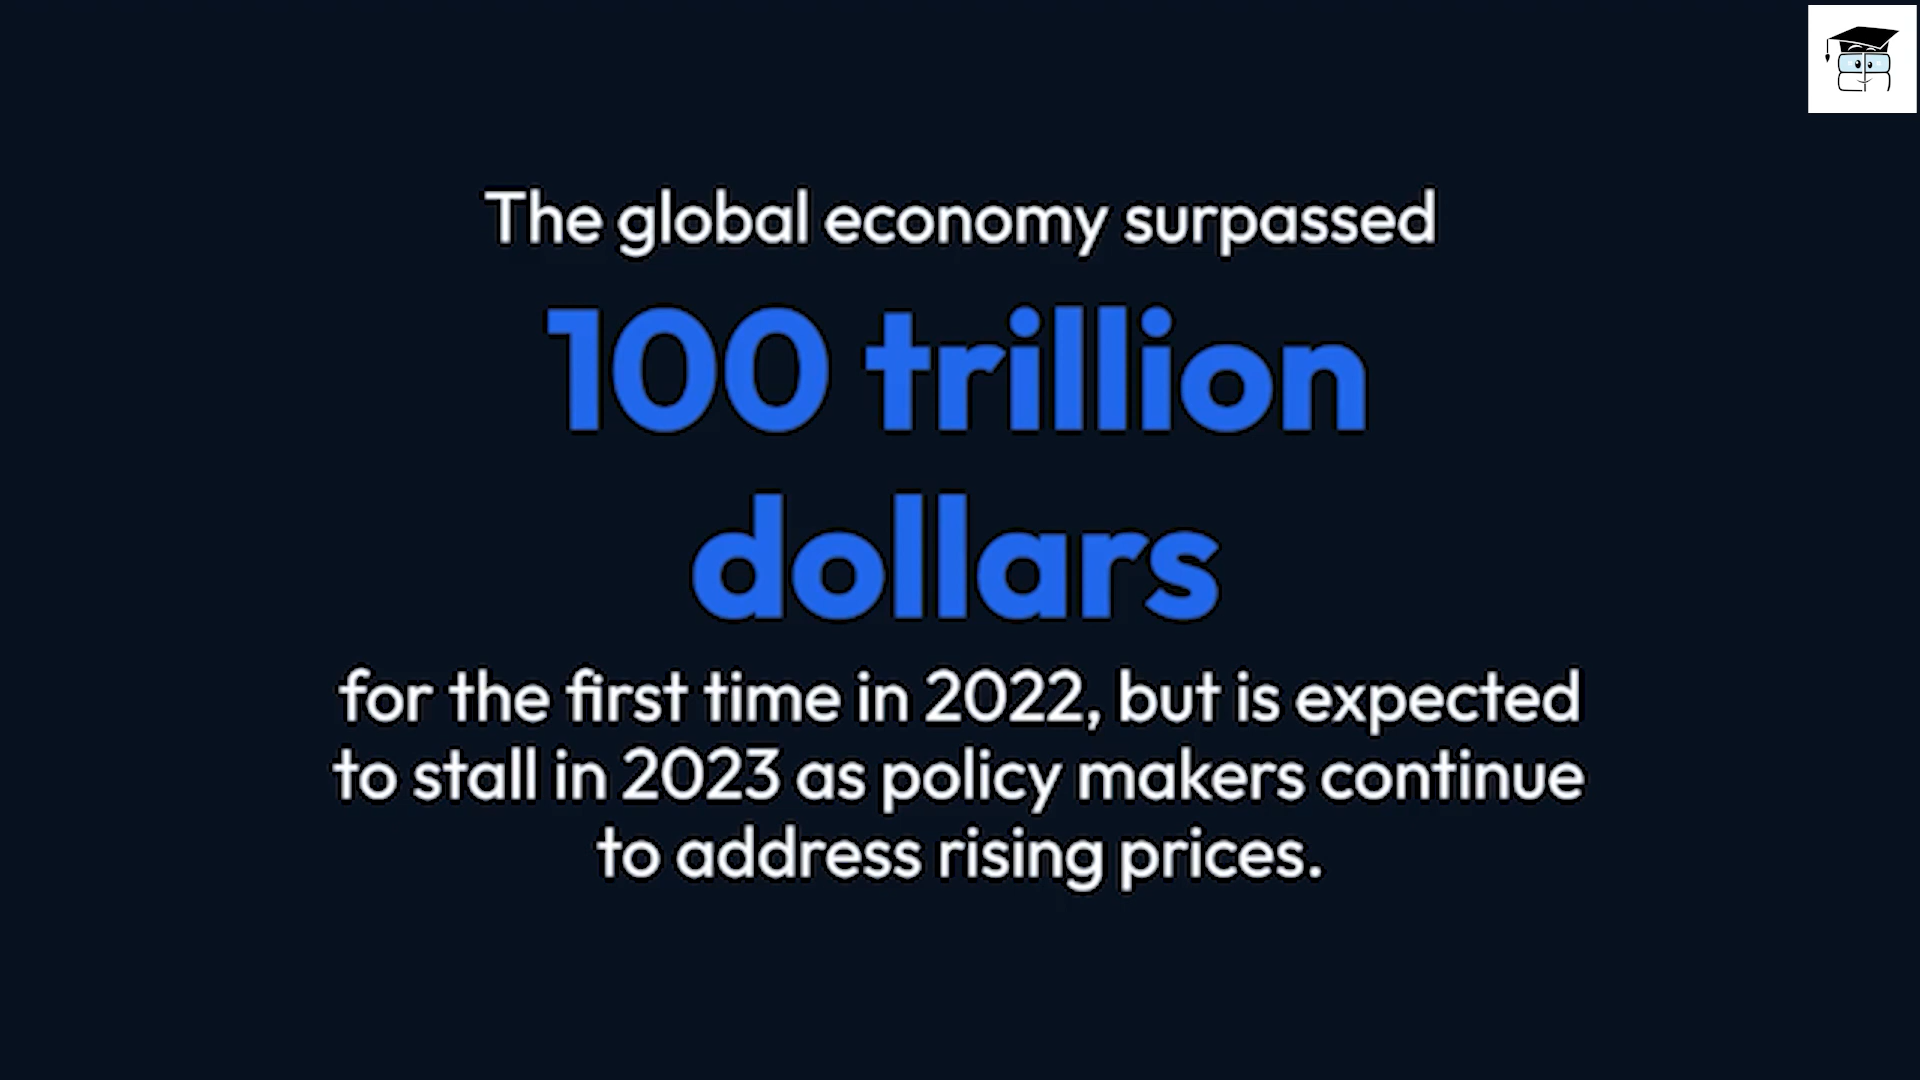 The global economy surpassed
100 trillion
dollars
for the first time in 2022, but is expected
to stall in 2023 as policy makers continue
to address rising prices.